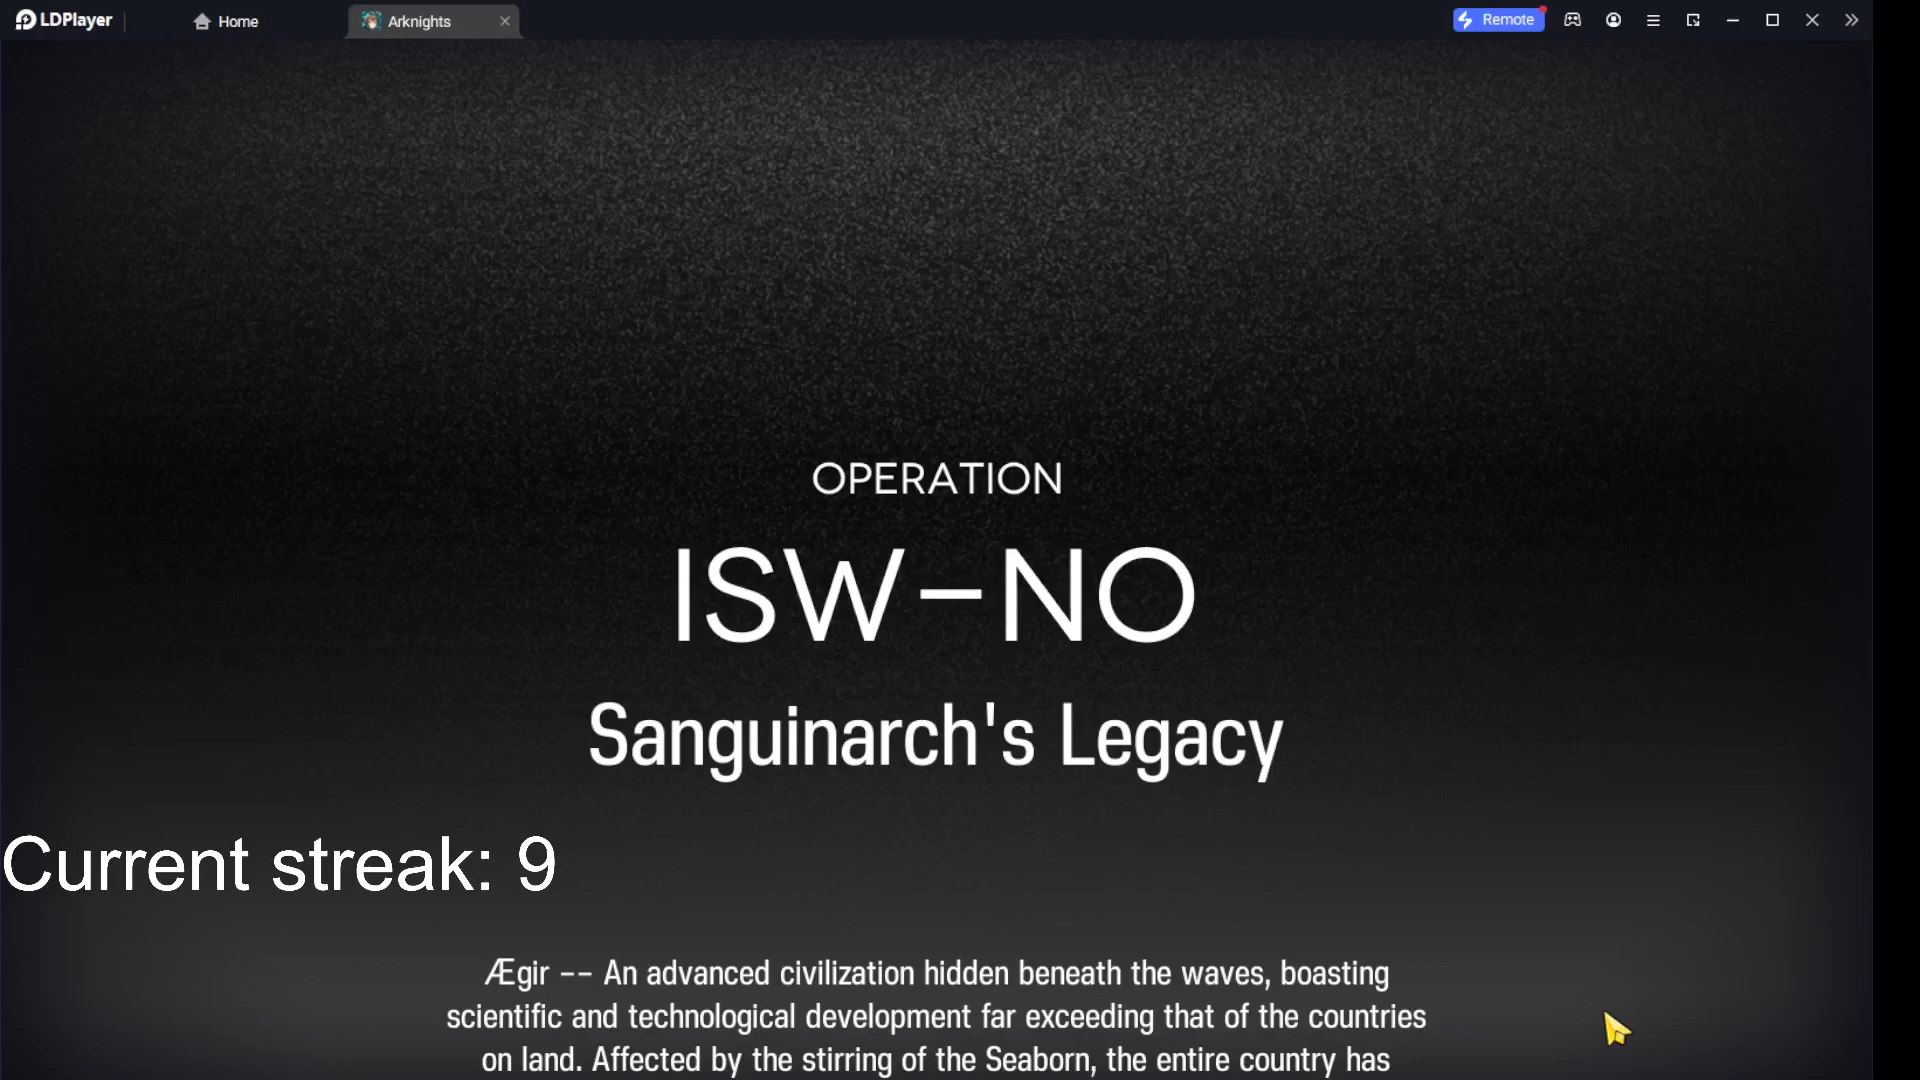 LDPlayer
Home
Arknights
Remote
OPERATION
ISW-NO
Sanguinarch's Legacy
Current streak: 9
Ægir -- An advanced civilization hidden beneath the waves, boasting
scientific and technological development far exceeding that of the countries
on land. Affected by the stirring of the Seaborn, the entire country has